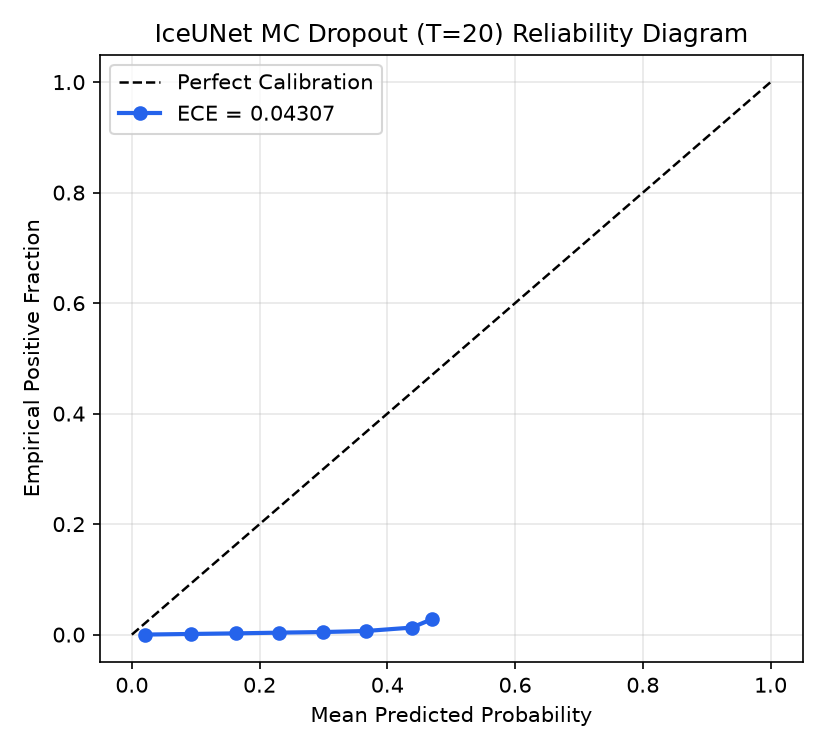 IceUNet MC Dropout (T=20) Reliability Diagram
Perfect Calibration
ECE = 0.04307
1.0
0.8
0.6
0.4
0.2
0.0
Empirical Positive Fraction
0.0 0.2 0.4 0.6 0.8 1.0
Mean Predicted Probability